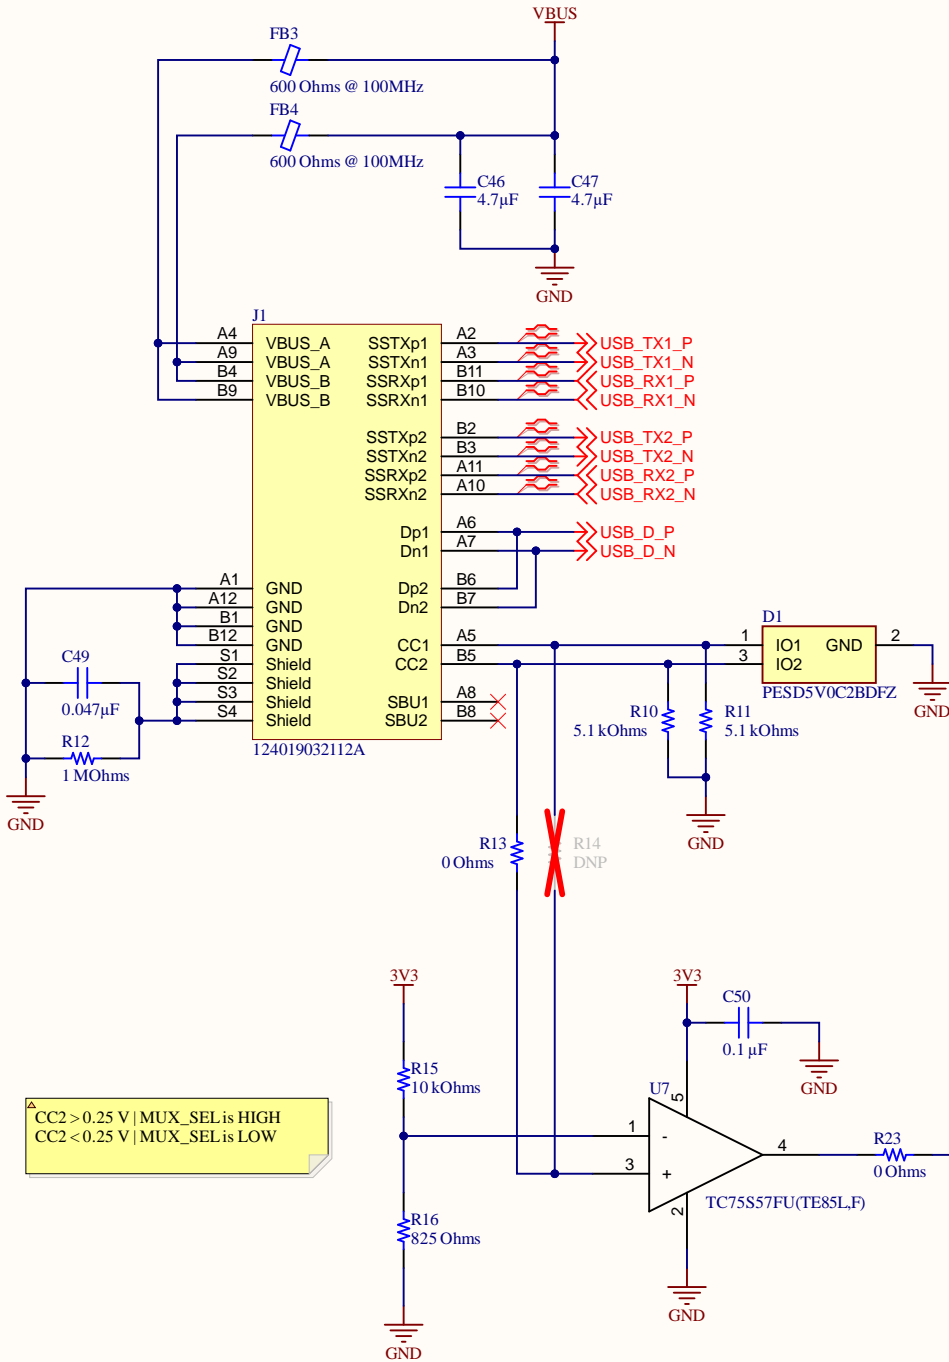 VBUS
FB3
600 Ohms @ 100MHz
FB4
600 Ohms @ 100MHz
C46
4.7µF
C47
4.7µF
GND
J1
A4 VBUS_A SSTXp1 A2 USB_TX1_P
A9 VBUS_A SSTXn1 A3 USB_TX1_N
B4 VBUS_B SSRXp1 B11 USB_RX1_P
B9 VBUS_B SSRXn1 B10 USB_RX1_N
SSTXp2 B2 USB_TX2_P
SSTXn2 B3 USB_TX2_N
SSRXp2 A11 USB_RX2_P
SSRXn2 A10 USB_RX2_N
Dp1 A6 USB_D_P
Dn1 A7 USB_D_N
A1 GND Dp2 B6
A12 GND Dn2 B7
B1 GND
B12 GND CC1 A5
S1 Shield CC2 B5
S2 Shield
S3 Shield SBU1 A8
S4 Shield SBU2 B8
124019032112A
D1
1 IO1 GND 2
3 IO2
PESD5V0C2BDFZ
GND
C49
0.047µF
R12
1 MOhms
GND
R10
5.1 kOhms
R11
5.1 kOhms
GND
R13
0 Ohms
R14
DNP
3V3
R15
10 kOhms
R16
825 Ohms
GND
3V3
C50
0.1 µF
GND
U7
5
1 -
3 +
4
2
TC75S57FU(TE85L,F)
GND
R23
0 Ohms
CC2 > 0.25 V | MUX_SEL is HIGH
CC2 < 0.25 V | MUX_SEL is LOW